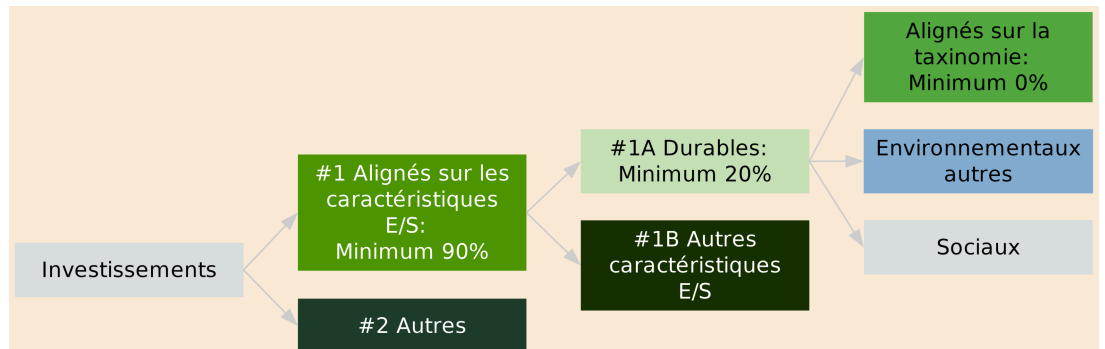 Investissements
#1 Alignés sur les
caractéristiques
E/S:
Minimum 90%
#2 Autres
#1A Durables:
Minimum 20%
#1B Autres
caractéristiques
E/S
Alignés sur la
taxinomie:
Minimum 0%
Environnementaux
autres
Sociaux